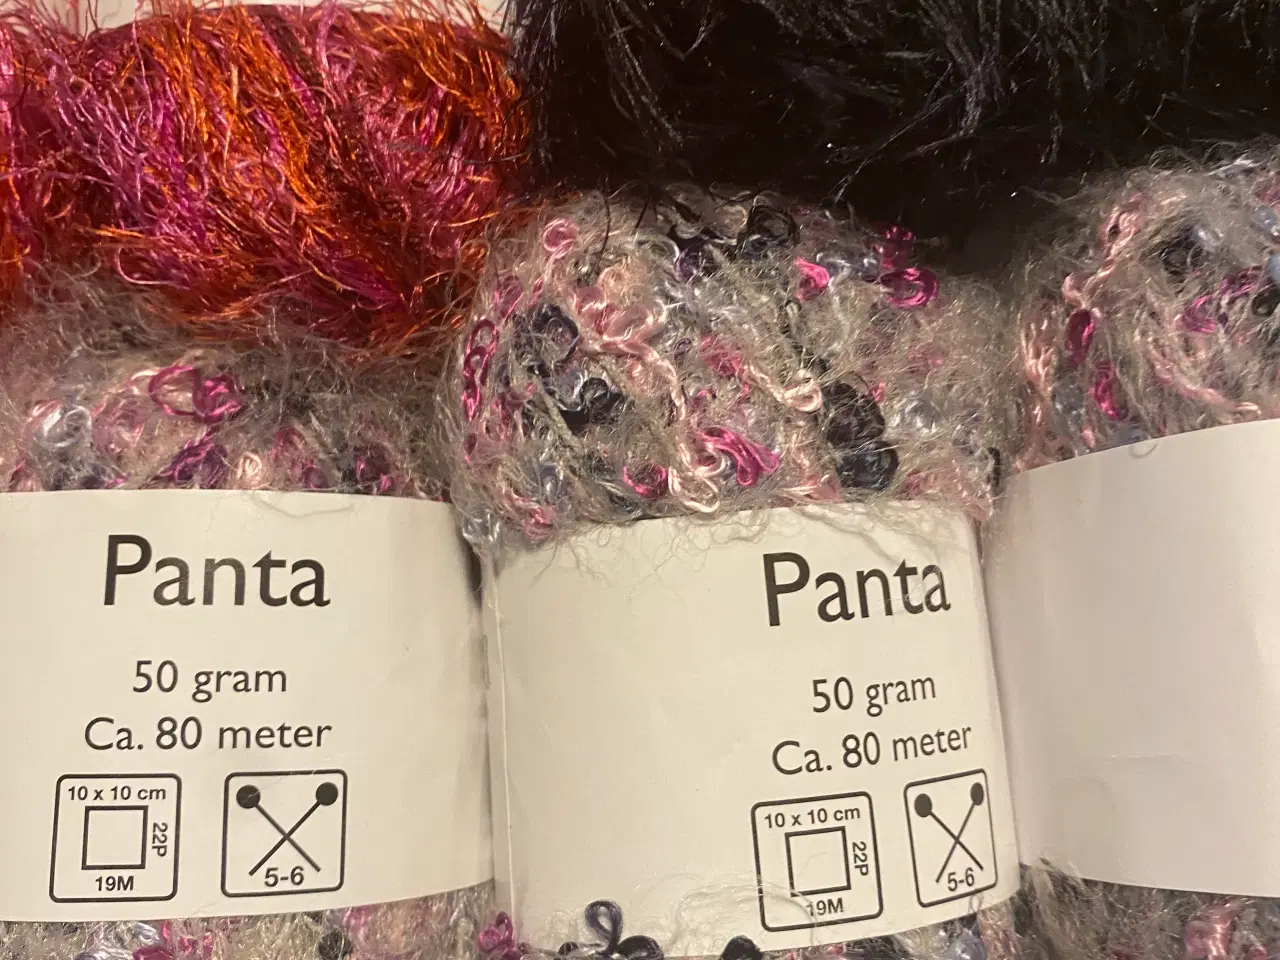 Panta
50 gram
Ca. 80 meter
10 x 10 cm
22P
19M
5-6
Panta
50 gram
Ca. 80 meter
10 x 10 cm
22P
19M
5-6